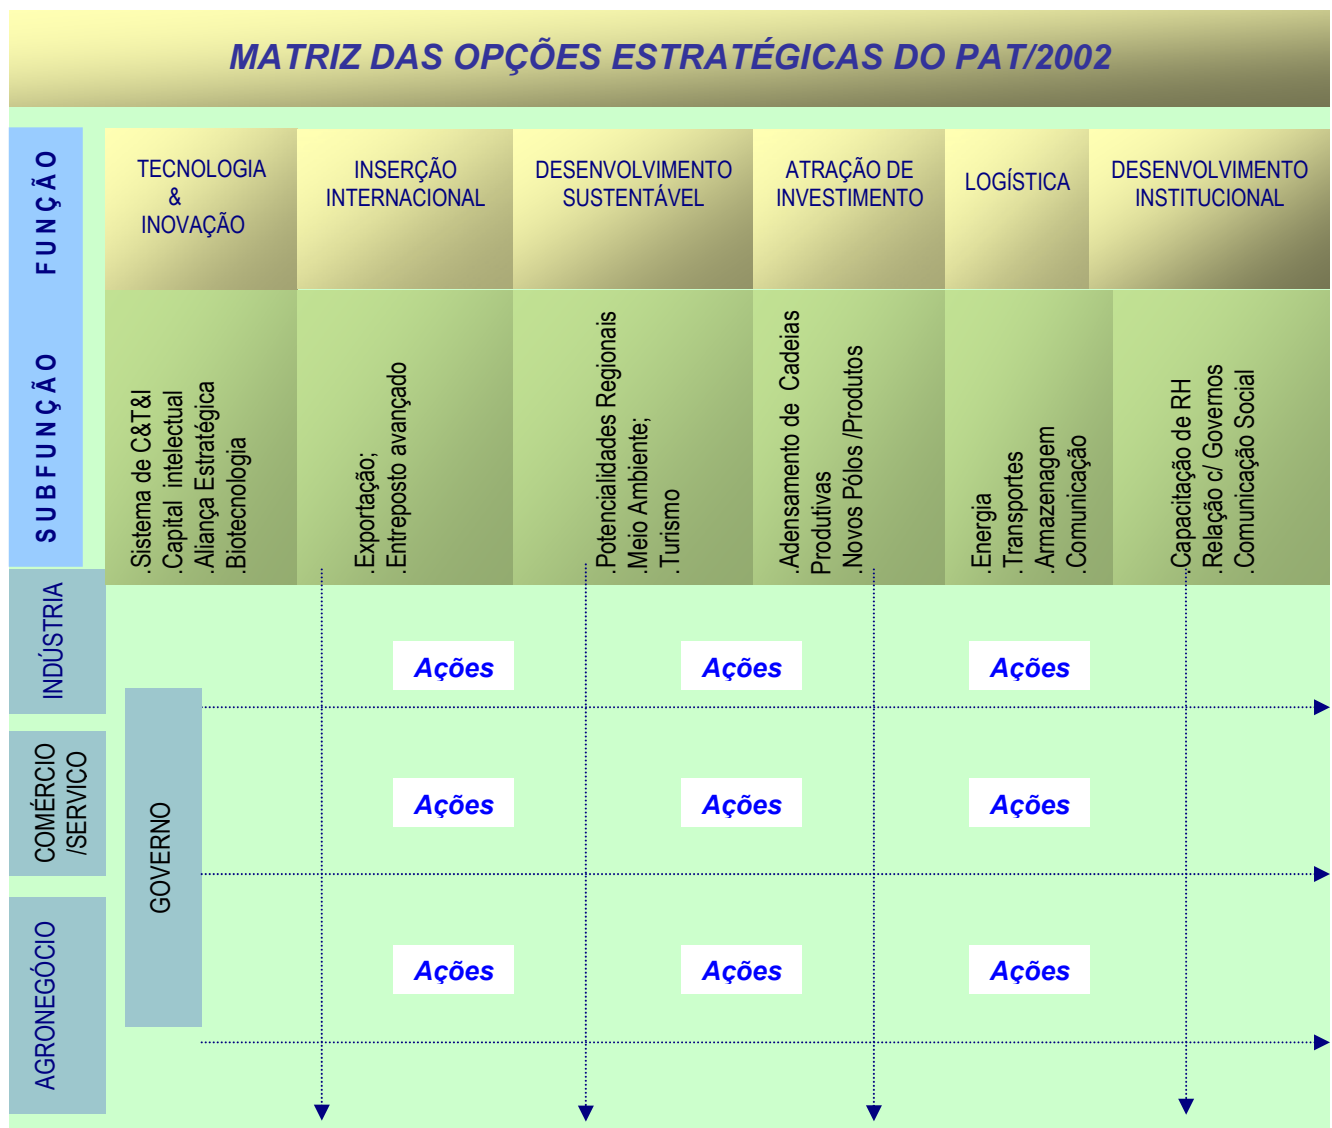 MATRIZ DAS OPÇÕES ESTRATÉGICAS DO PAT/2002
FUNÇÃO
TECNOLOGIA
&
INOVAÇÃO
INSERÇÃO
INTERNACIONAL
DESENVOLVIMENTO
SUSTENTÁVEL
ATRAÇÃO DE
INVESTIMENTO
LOGÍSTICA
DESENVOLVIMENTO
INSTITUCIONAL
SUBFUNÇÃO
.Sistema de C&T&I
.Capital intelectual
.Aliança Estratégica
.Biotecnologia
.Exportação;
.Entreposto avançado
.Potencialidades Regionais
.Meio Ambiente;
.Turismo
.Adensamento de Cadeias
Produtivas
.Novos Pólos /Produtos
.Energia
.Transportes
.Armazenagem
.Comunicação
.Capacitação de RH
.Relação c/ Governos
.Comunicação Social
INDÚSTRIA
Ações
Ações
Ações
COMÉRCIO
/SERVICO
GOVERNO
Ações
Ações
Ações
AGRONEGÓCIO
Ações
Ações
Ações